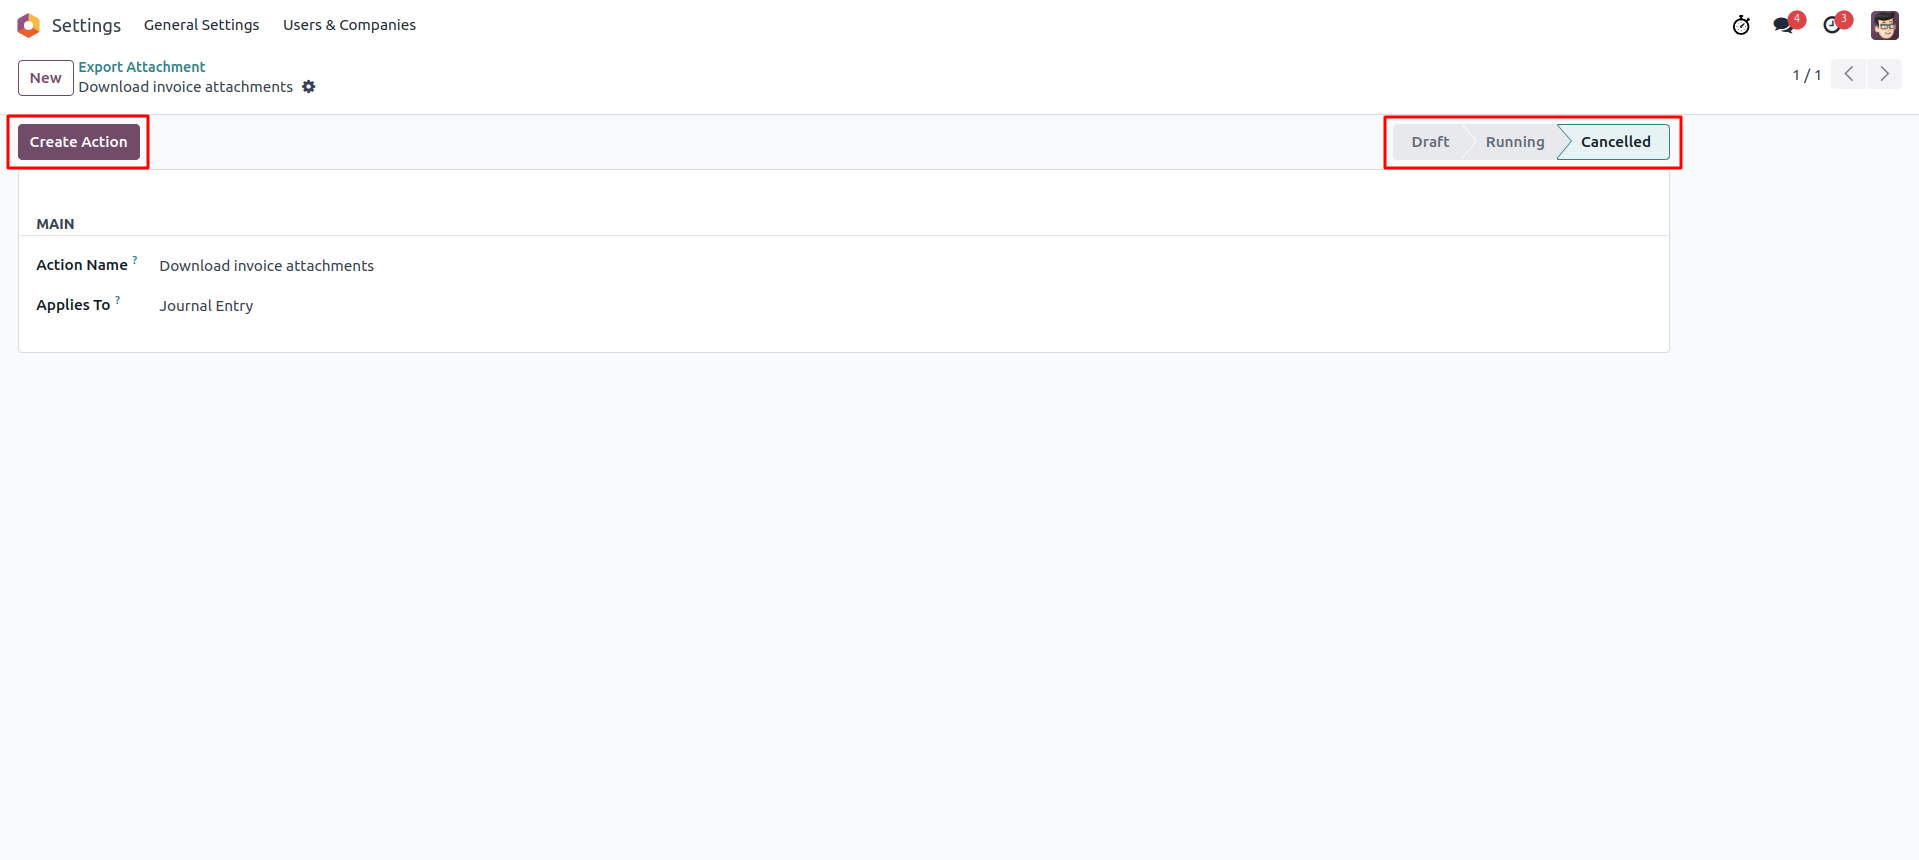 Settings General Settings Users & Companies 4 3
New Export Attachment
Download invoice attachments
1 / 1
Create Action Draft Running Cancelled
MAIN
Action Name ? Download invoice attachments
Applies To ? Journal Entry